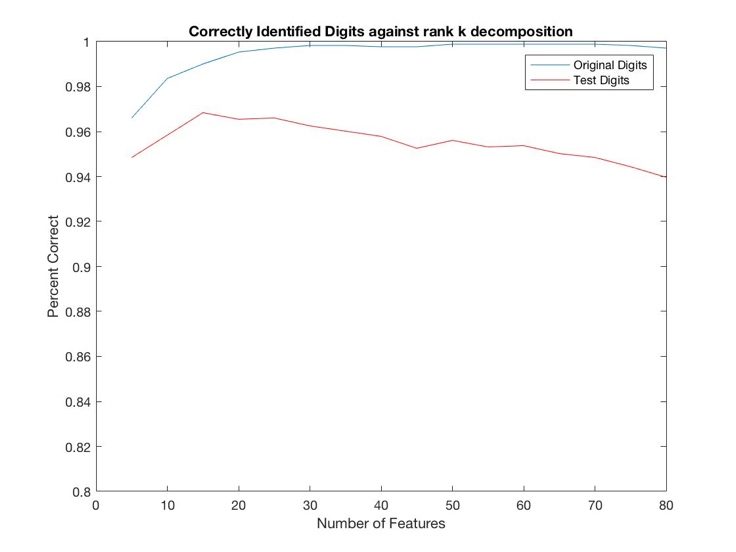 Correctly Identified Digits against rank k decomposition
1
0.98
0.96
0.94
0.92
0.9
0.88
0.86
0.84
0.82
0.8
Percent Correct
Original Digits
Test Digits
0 10 20 30 40 50 60 70 80
Number of Features